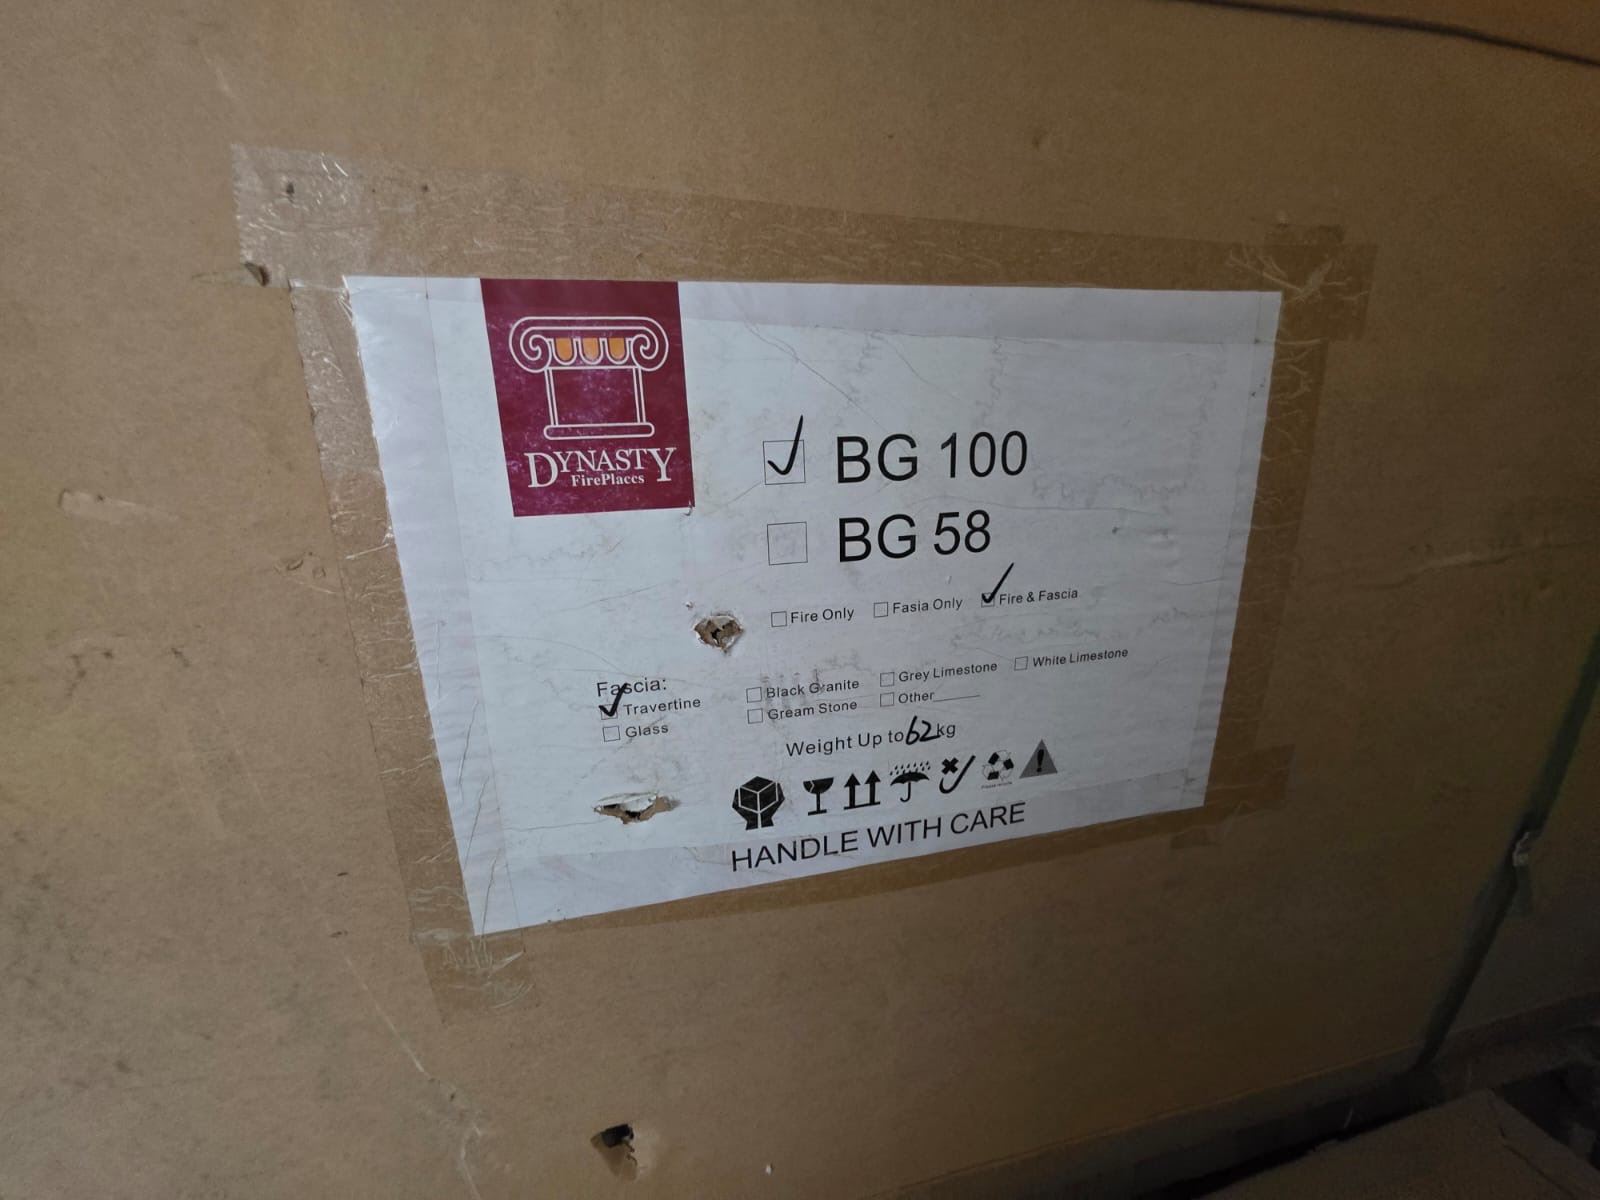 DYNASTY
FirePlaces
BG 100
BG 58
Fire Only Fasia Only Fire & Fascia
Fascia:
Travertine Black Granite Grey Limestone White Limestone
Glass Gream Stone Other______
Weight Up to 62 kg
HANDLE WITH CARE